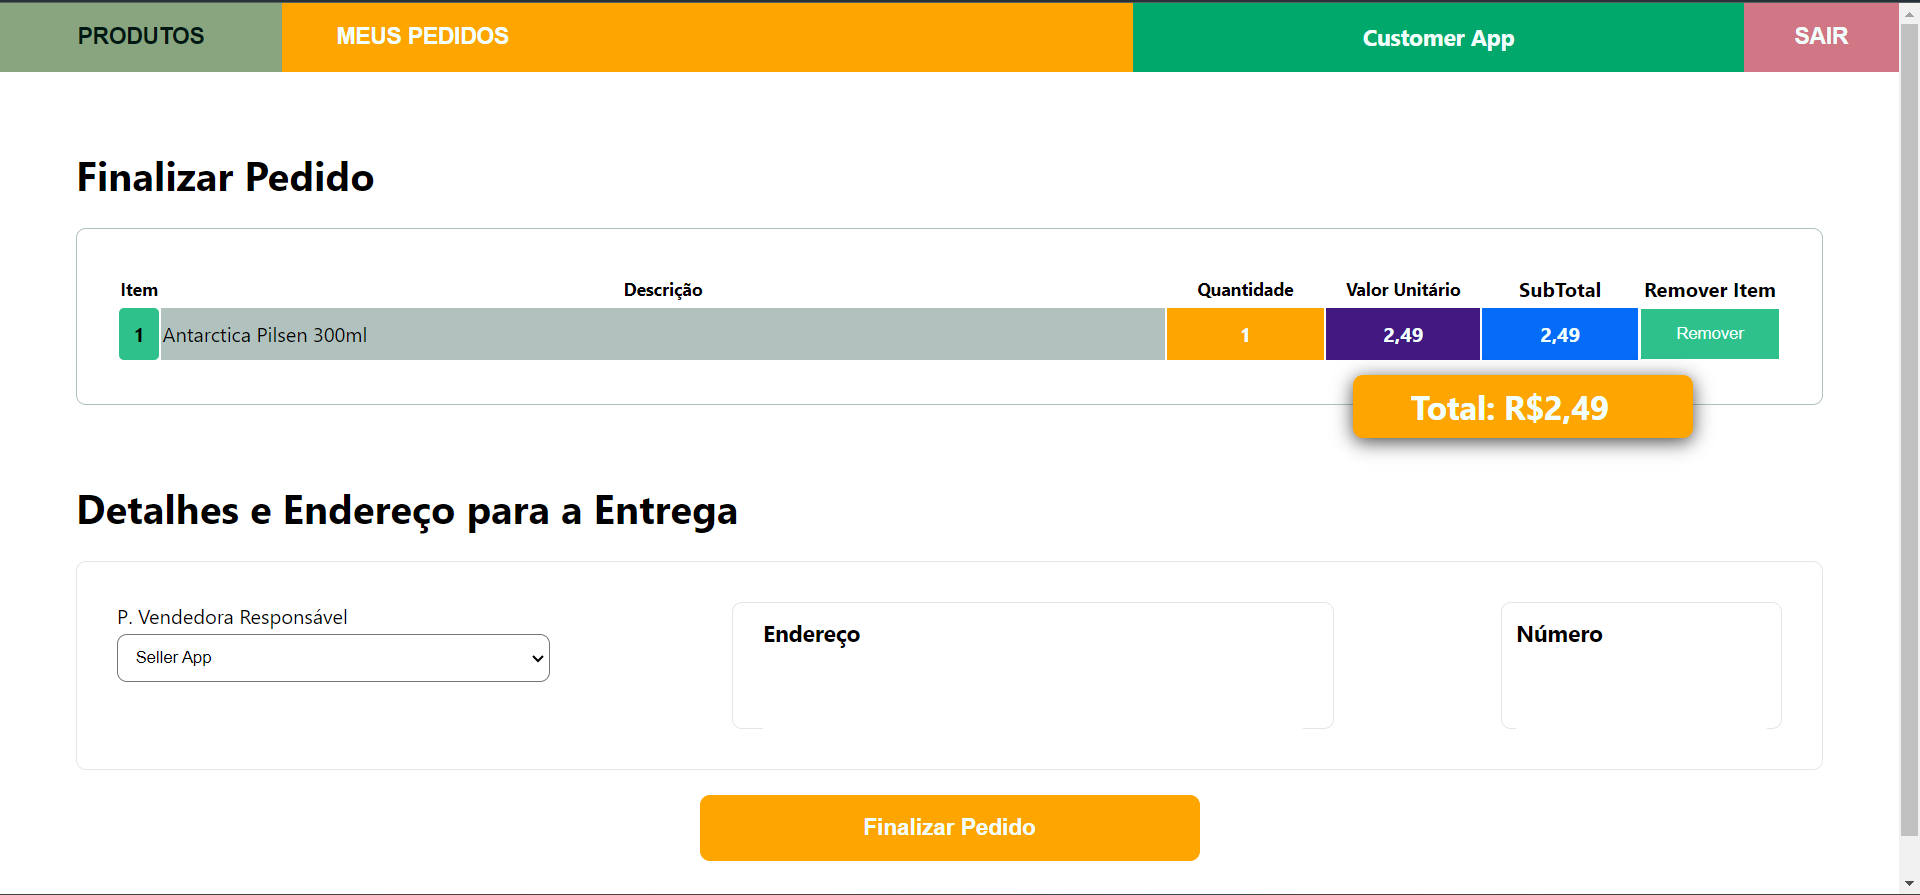 PRODUTOS MEUS PEDIDOS Customer App SAIR
Finalizar Pedido
Item Descrição Quantidade Valor Unitário SubTotal Remover Item
1 Antarctica Pilsen 300ml 1 2,49 2,49 Remover
Total: R$2,49
Detalhes e Endereço para a Entrega
P. Vendedora Responsável
Seller App
Endereço
Número
Finalizar Pedido